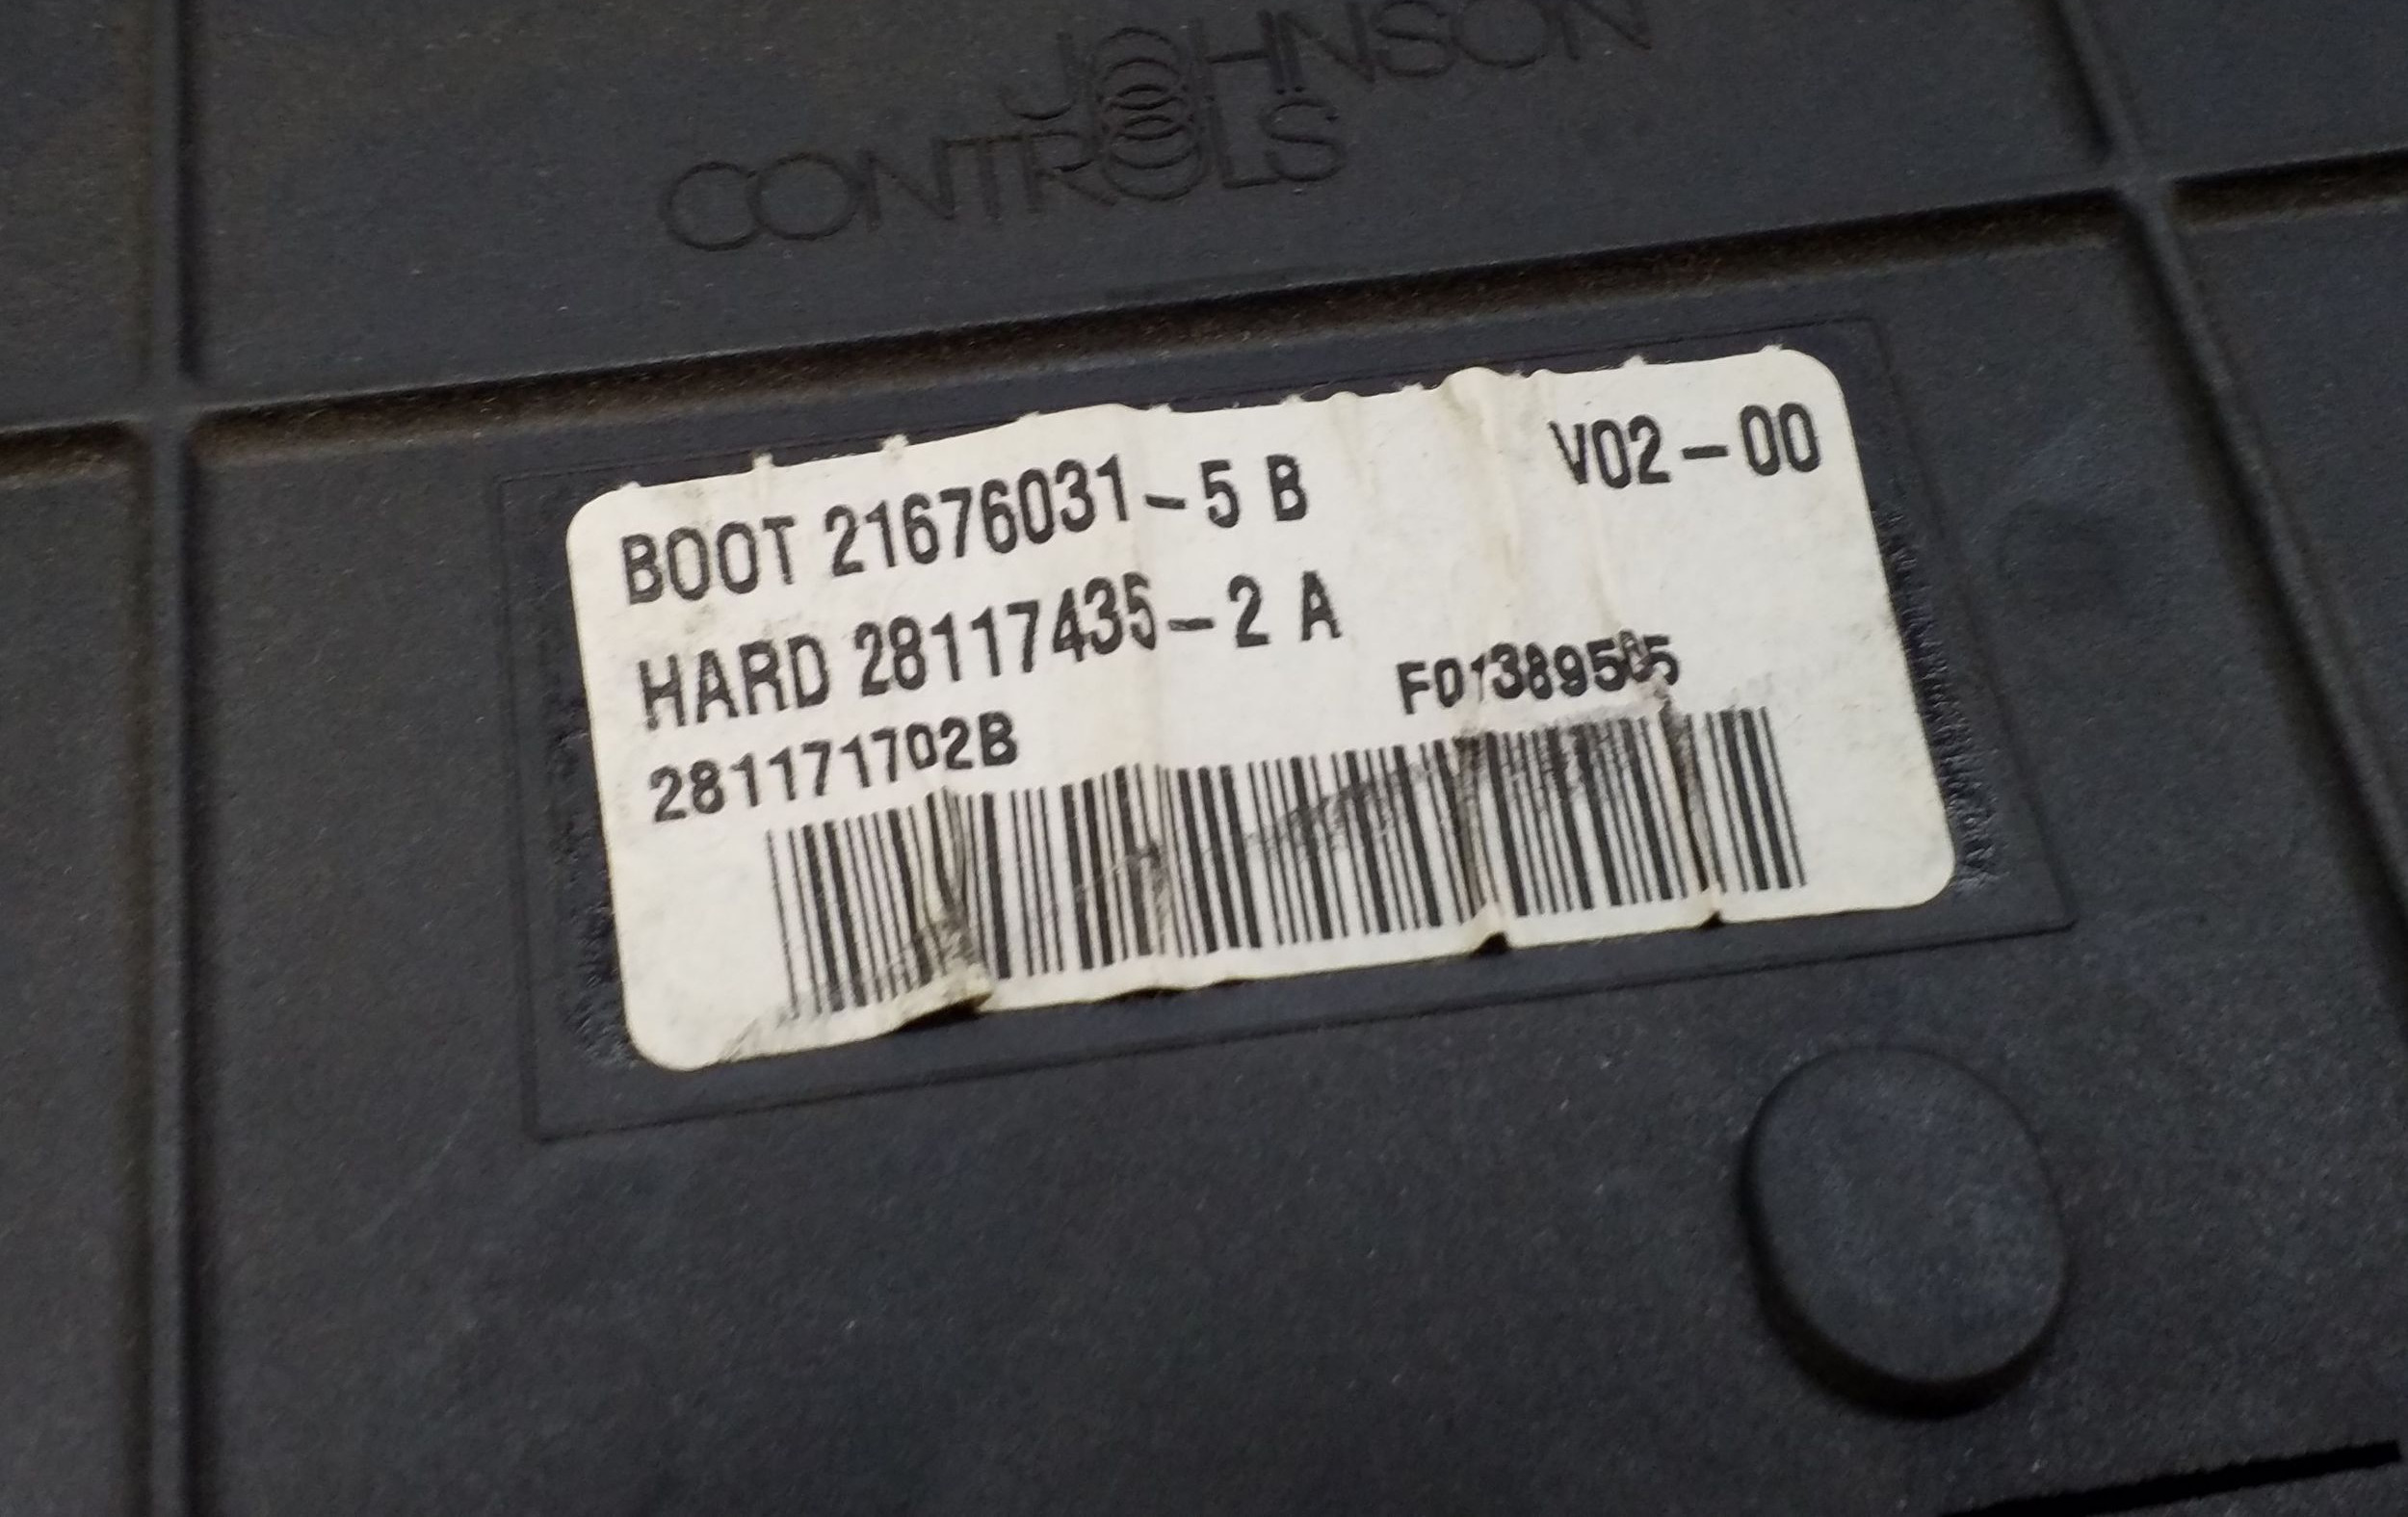 JOHNSON
CONTROLS
BOOT 21676031-5 B V02-00
HARD 28117435-2 A
281171702B F01389505